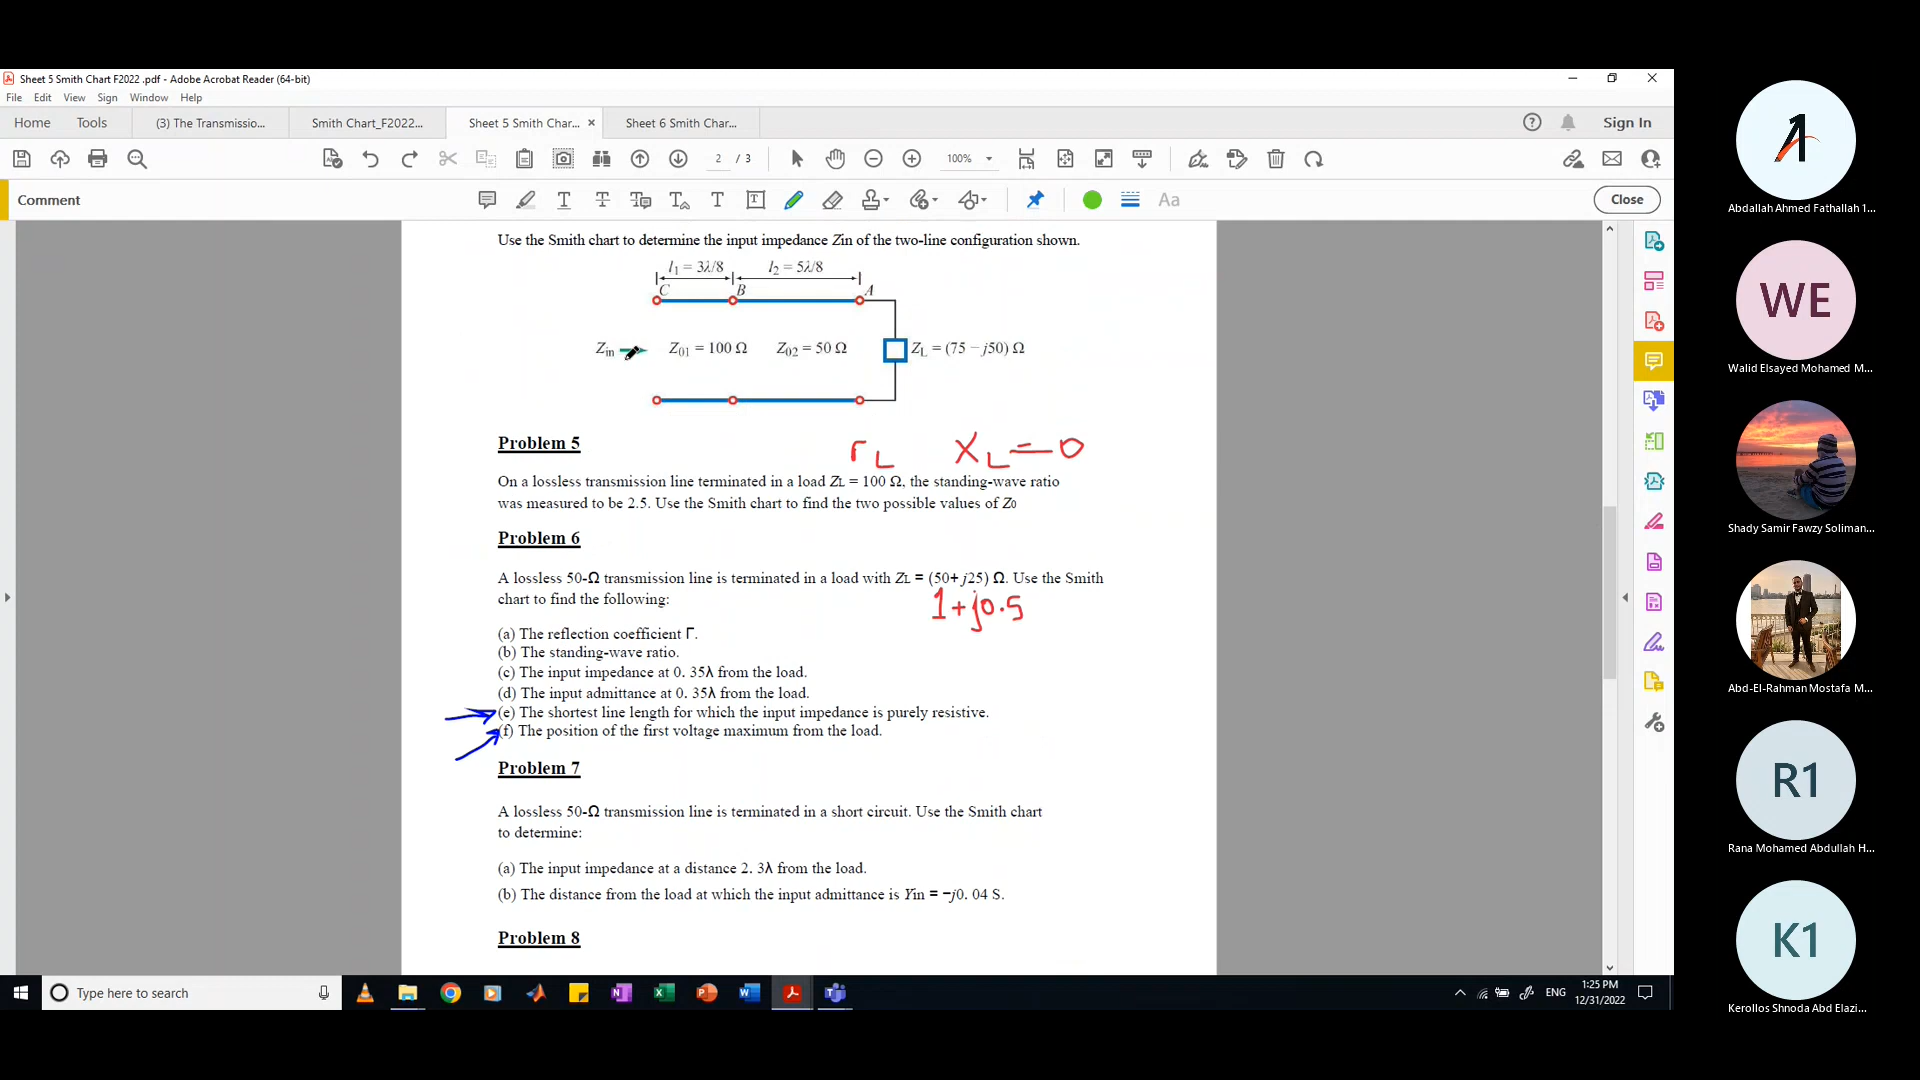 Sheet 5 Smith Chart F2022 .pdf - Adobe Acrobat Reader (64-bit)
File Edit View Sign Window Help
Home Tools (3) The Transmissio... Smith Chart_F2022... Sheet 5 Smith Char... × Sheet 6 Smith Char... Sign In
2 / 3 100%
Comment Aa Close
Use the Smith chart to determine the input impedance Zin of the two-line configuration shown.
l1 = 3λ/8 l2 = 5λ/8
C B A
Zin Z01 = 100 Ω Z02 = 50 Ω ZL = (75 − j50) Ω
Problem 5
rL XL = 0
On a lossless transmission line terminated in a load ZL = 100 Ω, the standing-wave ratio
was measured to be 2.5. Use the Smith chart to find the two possible values of Z0
Problem 6
A lossless 50-Ω transmission line is terminated in a load with ZL = (50+ j25) Ω. Use the Smith
chart to find the following:
1+j0.5
(a) The reflection coefficient Γ.
(b) The standing-wave ratio.
(c) The input impedance at 0. 35λ from the load.
(d) The input admittance at 0. 35λ from the load.
(e) The shortest line length for which the input impedance is purely resistive.
(f) The position of the first voltage maximum from the load.
Problem 7
A lossless 50-Ω transmission line is terminated in a short circuit. Use the Smith chart
to determine:
(a) The input impedance at a distance 2. 3λ from the load.
(b) The distance from the load at which the input admittance is Yin = −j0. 04 S.
Problem 8
Type here to search
ENG
1:25 PM
12/31/2022
Abdallah Ahmed Fathallah 1...
WE
Walid Elsayed Mohamed M...
Shady Samir Fawzy Soliman...
Abd-El-Rahman Mostafa M...
R1
Rana Mohamed Abdullah H...
K1
Kerollos Shnoda Abd Elazi...